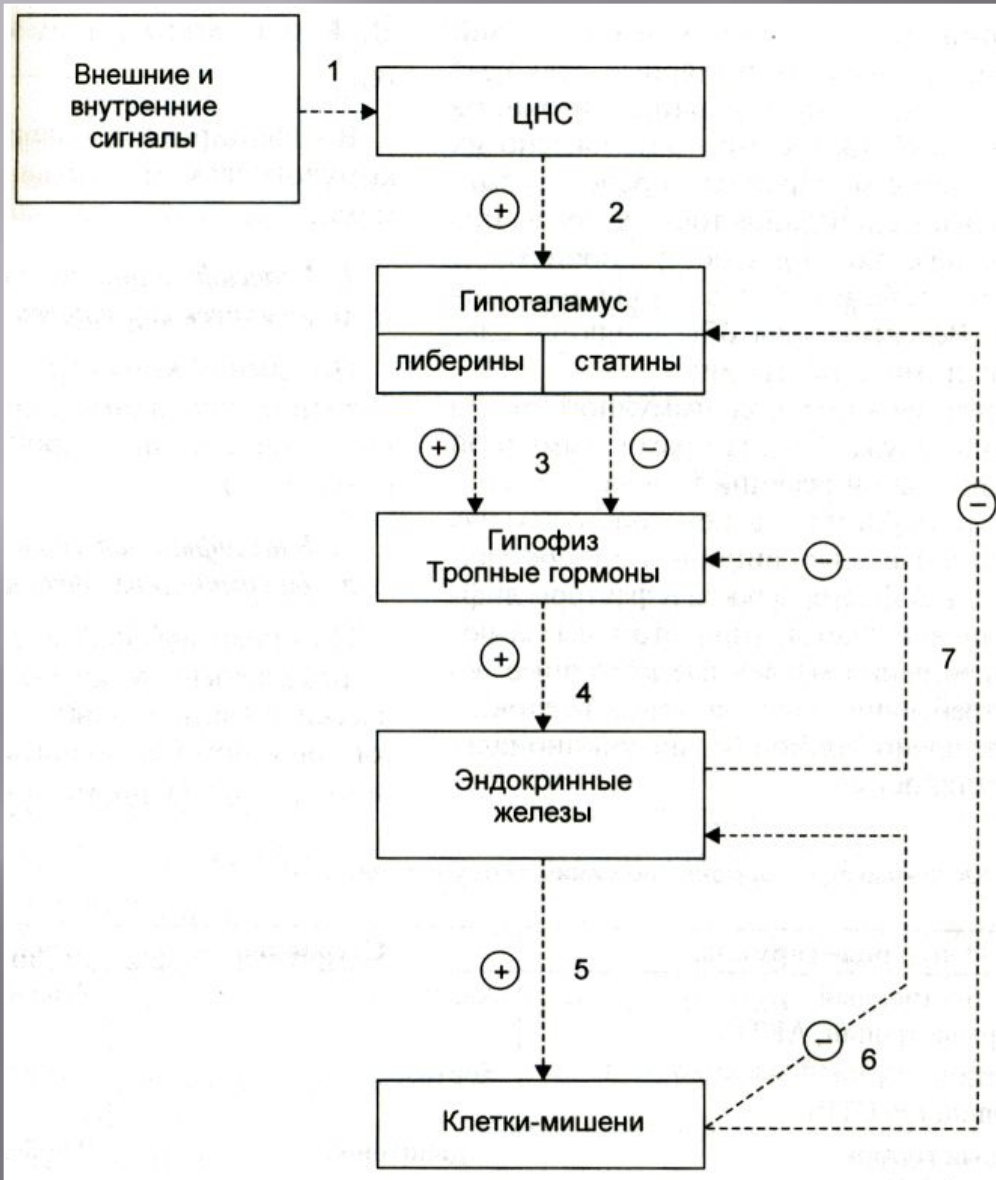 Внешние и
внутренние
сигналы
1
ЦНС
+
2
Гипоталамус
либерины
статины
+
3
−
−
Гипофиз
Тропные гормоны
−
+
4
7
Эндокринные
железы
+
5
−
6
Клетки-мишени